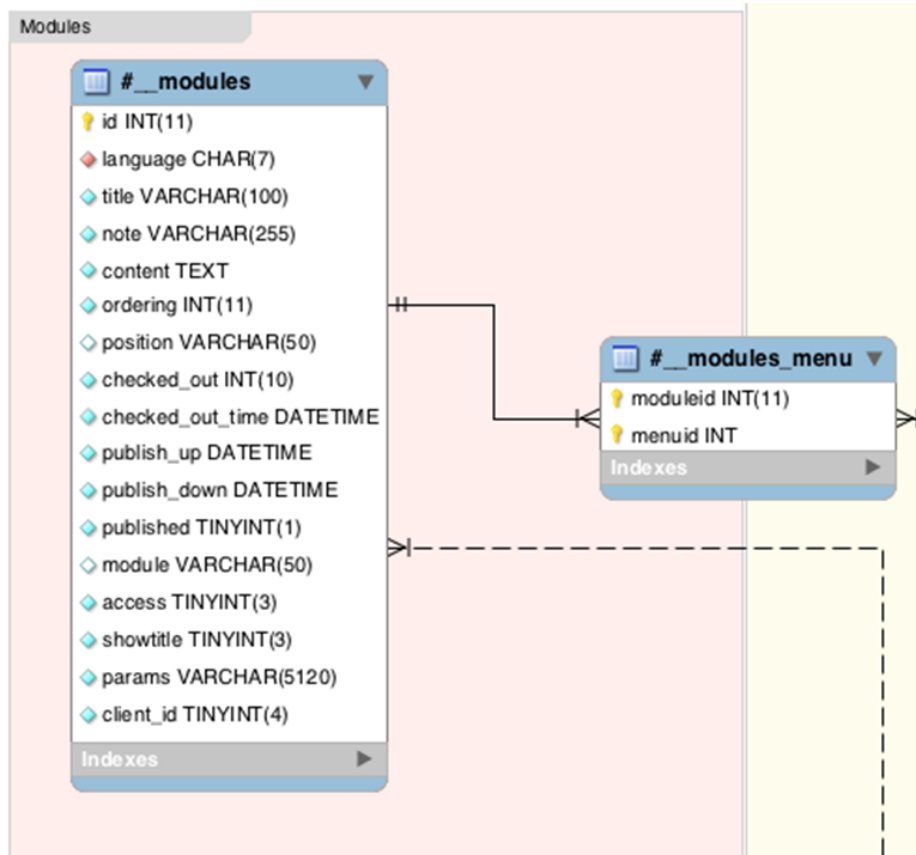 Modules
#__modules
id INT(11)
language CHAR(7)
title VARCHAR(100)
note VARCHAR(255)
content TEXT
ordering INT(11)
position VARCHAR(50)
checked_out INT(10)
checked_out_time DATETIME
publish_up DATETIME
publish_down DATETIME
published TINYINT(1)
module VARCHAR(50)
access TINYINT(3)
showtitle TINYINT(3)
params VARCHAR(5120)
client_id TINYINT(4)
Indexes
#__modules_menu
moduleid INT(11)
menuid INT
Indexes